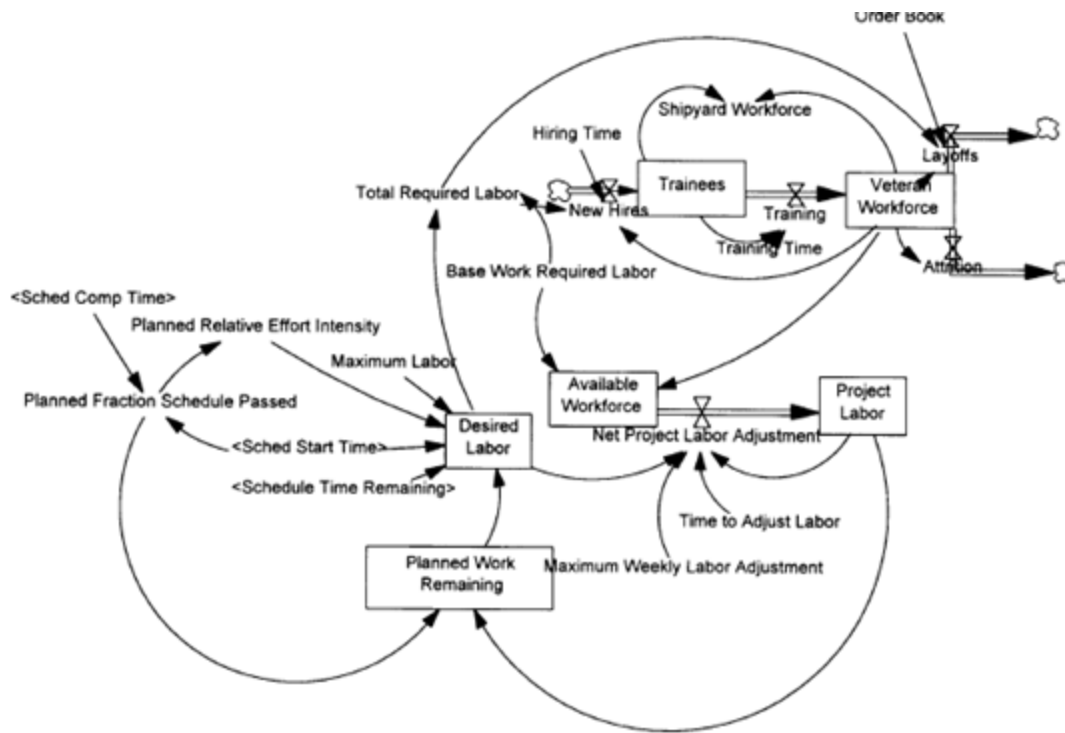 Order Book
Shipyard Workforce
Hiring Time
Layoffs
Trainees
Veteran
Workforce
Total Required Labor
New Hires
Training
Training Time
Attrition
Base Work Required Labor
<Sched Comp Time>
Planned Relative Effort Intensity
Maximum Labor
Available
Workforce
Project
Labor
Planned Fraction Schedule Passed
Desired
Labor
Net Project Labor Adjustment
<Sched Start Time>
<Schedule Time Remaining>
Time to Adjust Labor
Planned Work
Remaining
Maximum Weekly Labor Adjustment